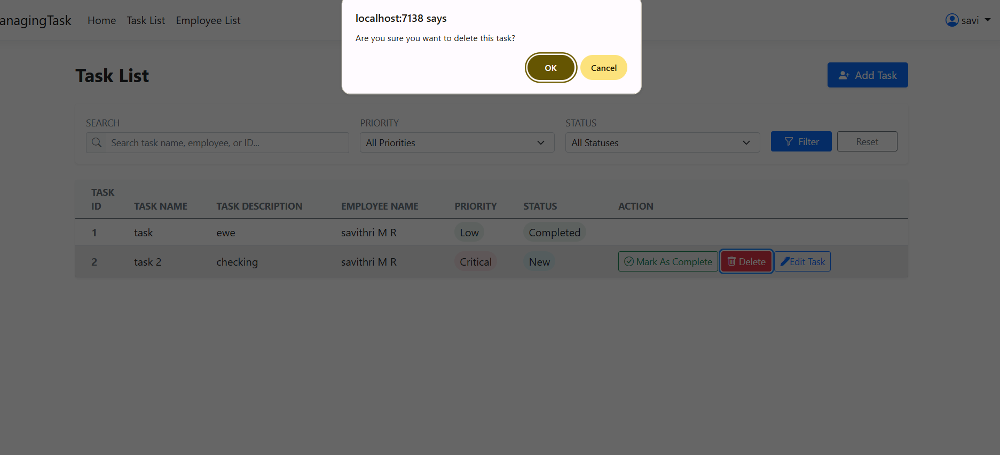 anagingTask Home Task List Employee List savi
localhost:7138 says
Are you sure you want to delete this task?
OK Cancel
Task List Add Task
SEARCH PRIORITY STATUS
Search task name, employee, or ID... All Priorities All Statuses Filter Reset
TASK ID TASK NAME TASK DESCRIPTION EMPLOYEE NAME PRIORITY STATUS ACTION
1 task ewe savithri M R Low Completed
2 task 2 checking savithri M R Critical New Mark As Complete Delete Edit Task